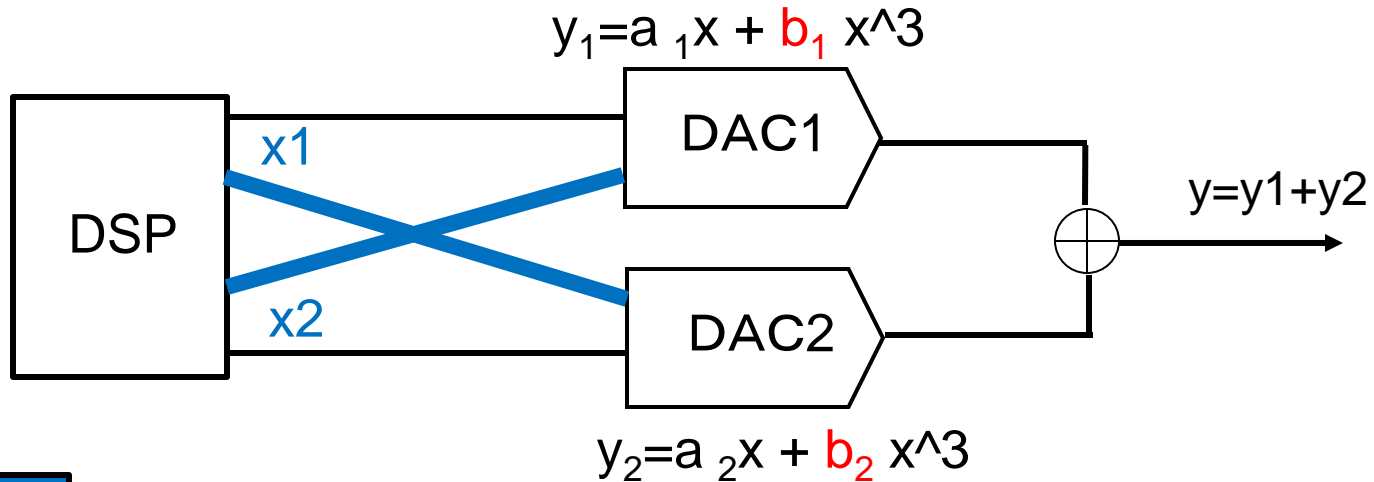 y₁=a ₁x + b₁ x^3
DAC1
x1
y=y1+y2
DSP
x2
DAC2
y₂=a ₂x + b₂ x^3